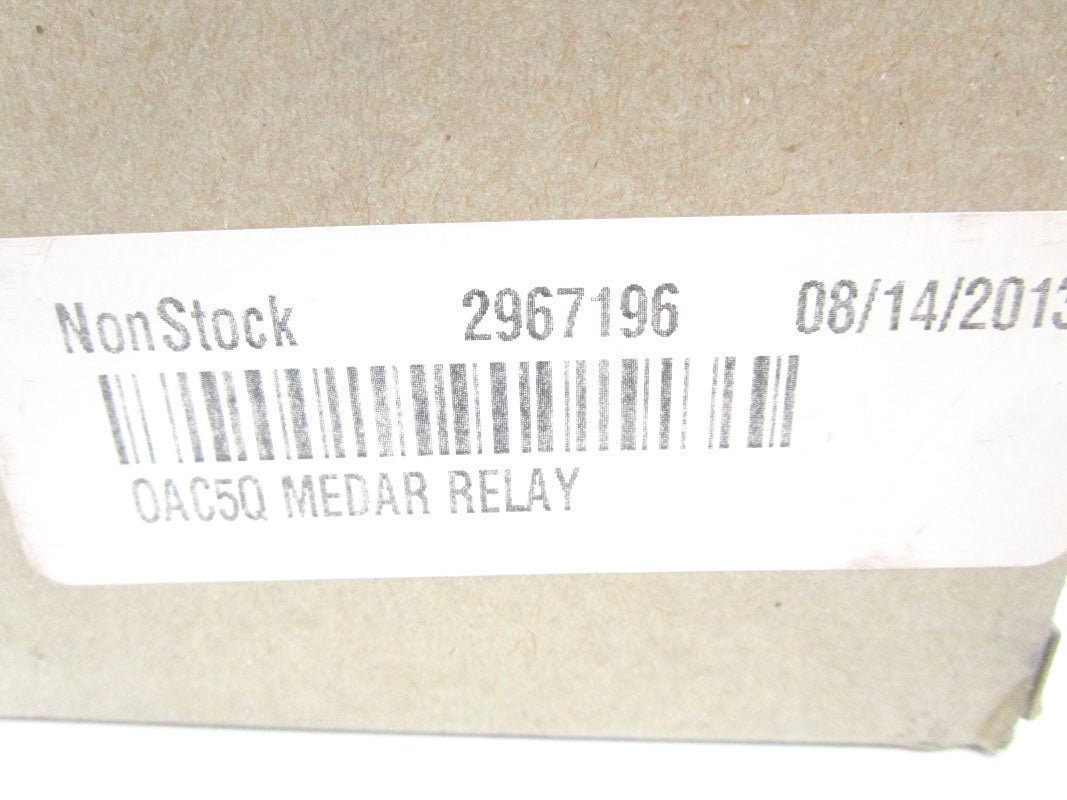 NonStock 2967196 08/14/2013
OAC5Q MEDAR RELAY